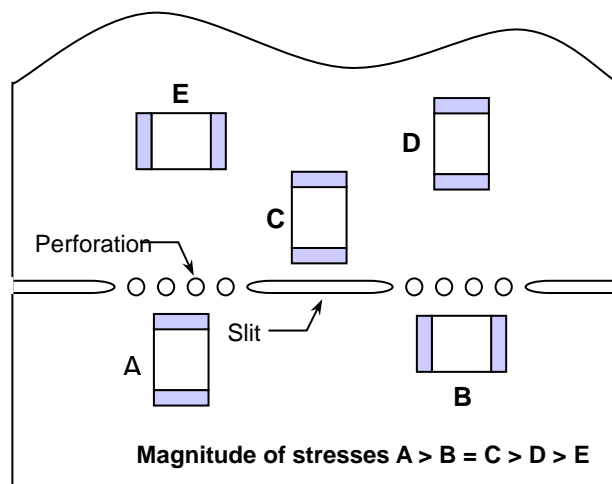 E
D
C
Perforation
Slit
A
B
Magnitude of stresses A > B = C > D > E